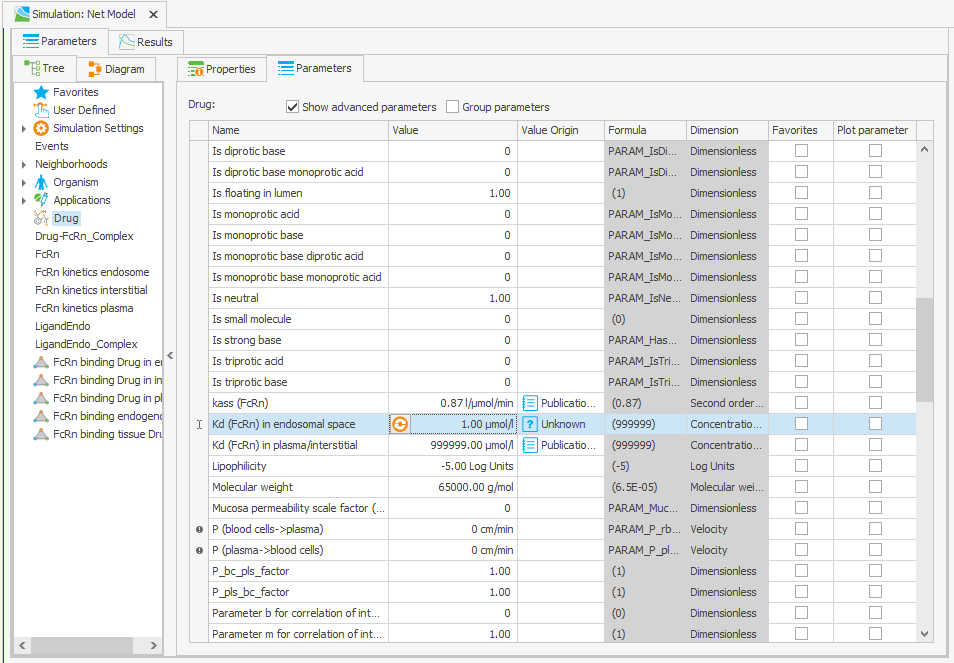 Simulation: Net Model
Parameters Results
Tree Diagram
Favorites
User Defined
Simulation Settings
Events
Neighborhoods
Organism
Applications
Drug
Drug-FcRn_Complex
FcRn
FcRn kinetics endosome
FcRn kinetics interstitial
FcRn kinetics plasma
LigandEndo
LigandEndo_Complex
FcRn binding Drug in er
FcRn binding Drug in in
FcRn binding Drug in pl
FcRn binding endogenc
FcRn binding tissue Dru
Properties Parameters
Drug: Show advanced parameters Group parameters
Name Value Value Origin Formula Dimension Favorites Plot parameter
Is diprotic base 0 PARAM_IsDi... Dimensionless
Is diprotic base monoprotic acid 0 PARAM_IsDi... Dimensionless
Is floating in lumen 1.00 (1) Dimensionless
Is monoprotic acid 0 PARAM_IsMo... Dimensionless
Is monoprotic base 0 PARAM_IsMo... Dimensionless
Is monoprotic base diprotic acid 0 PARAM_IsMo... Dimensionless
Is monoprotic base monoprotic acid 0 PARAM_IsMo... Dimensionless
Is neutral 1.00 PARAM_IsNe... Dimensionless
Is small molecule 0 (0) Dimensionless
Is strong base 0 PARAM_Has... Dimensionless
Is triprotic acid 0 PARAM_IsTri... Dimensionless
Is triprotic base 0 PARAM_IsTri... Dimensionless
kass (FcRn) 0.87 l/µmol/min Publicatio... (0.87) Second order...
Kd (FcRn) in endosomal space 1.00 µmol/l ? Unknown (999999) Concentratio...
Kd (FcRn) in plasma/interstitial 999999.00 µmol/l Publicatio... (999999) Concentratio...
Lipophilicity -5.00 Log Units (-5) Log Units
Molecular weight 65000.00 g/mol (6.5E-05) Molecular wei...
Mucosa permeability scale factor (... 0 PARAM_Muc... Dimensionless
P (blood cells->plasma) 0 cm/min PARAM_P_rb... Velocity
P (plasma->blood cells) 0 cm/min PARAM_P_pl... Velocity
P_bc_pls_factor 1.00 (1) Dimensionless
P_pls_bc_factor 1.00 (1) Dimensionless
Parameter b for correlation of int... 0 (0) Dimensionless
Parameter m for correlation of int... 1.00 (1) Dimensionless